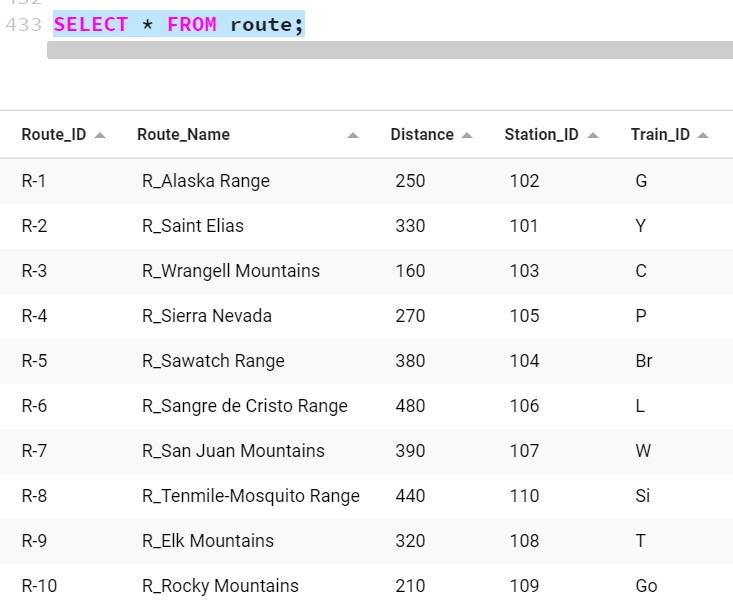 432
433 SELECT * FROM route;
Route_ID Route_Name Distance Station_ID Train_ID
R-1 R_Alaska Range 250 102 G
R-2 R_Saint Elias 330 101 Y
R-3 R_Wrangell Mountains 160 103 C
R-4 R_Sierra Nevada 270 105 P
R-5 R_Sawatch Range 380 104 Br
R-6 R_Sangre de Cristo Range 480 106 L
R-7 R_San Juan Mountains 390 107 W
R-8 R_Tenmile-Mosquito Range 440 110 Si
R-9 R_Elk Mountains 320 108 T
R-10 R_Rocky Mountains 210 109 Go